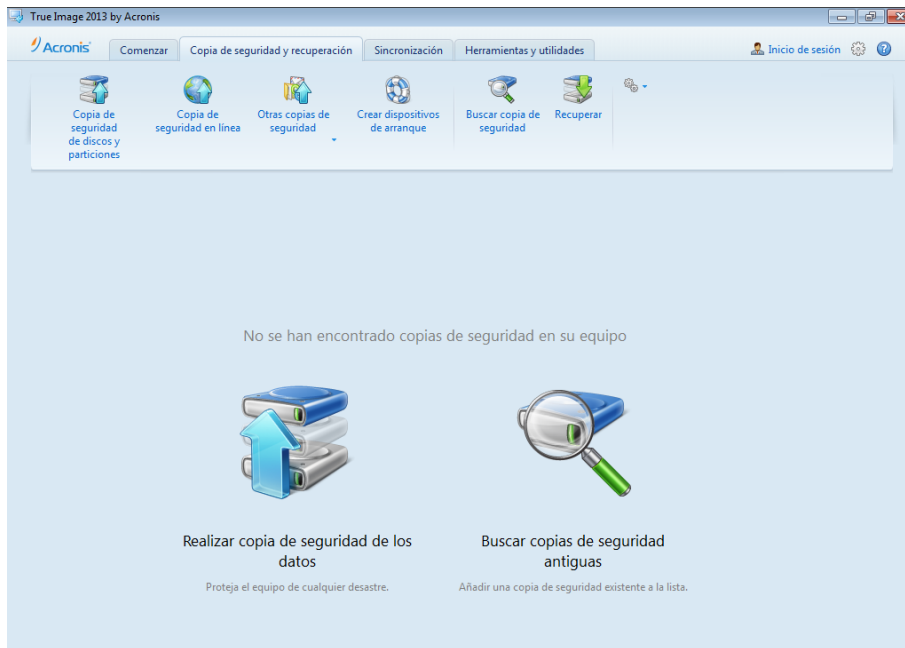 True Image 2013 by Acronis
Acronis
Comenzar
Copia de seguridad y recuperación
Sincronización
Herramientas y utilidades
Inicio de sesión
Copia de
seguridad
de discos y
particiones
Copia de
seguridad en línea
Otras copias de
seguridad
Crear dispositivos
de arranque
Buscar copia de
seguridad
Recuperar
No se han encontrado copias de seguridad en su equipo
Realizar copia de seguridad de los
datos
Proteja el equipo de cualquier desastre.
Buscar copias de seguridad
antiguas
Añadir una copia de seguridad existente a la lista.